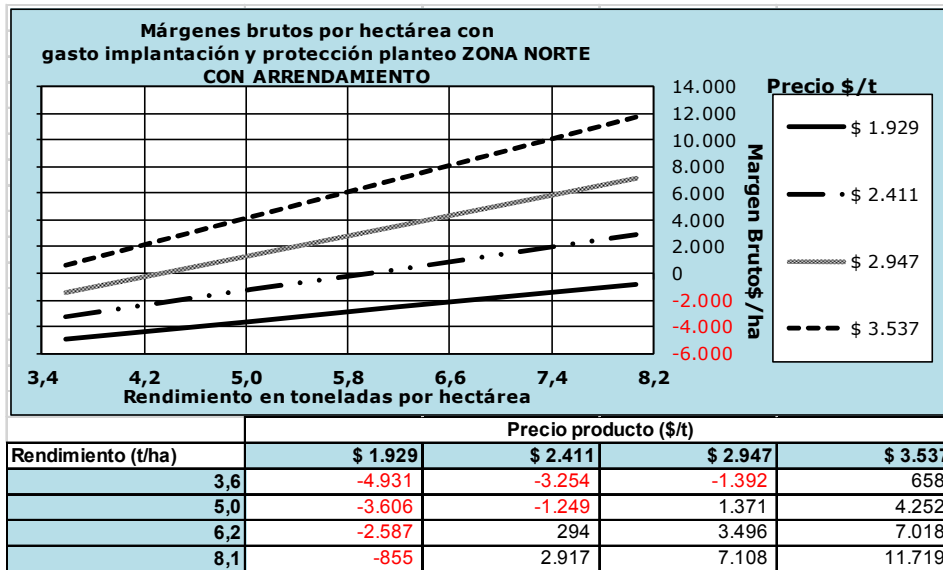 Márgenes brutos por hectárea con
gasto implantación y protección planteo ZONA NORTE
CON ARRENDAMIENTO
14.000
12.000
10.000
8.000
6.000
4.000
2.000
0
-2.000
-4.000
-6.000
Margen Bruto$/ha
Precio $/t
$ 1.929
$ 2.411
$ 2.947
$ 3.537
3,4 4,2 5,0 5,8 6,6 7,4 8,2
Rendimiento en toneladas por hectárea
Precio producto ($/t)
Rendimiento (t/ha) $ 1.929 $ 2.411 $ 2.947 $ 3.537
3,6 -4.931 -3.254 -1.392 658
5,0 -3.606 -1.249 1.371 4.252
6,2 -2.587 294 3.496 7.018
8,1 -855 2.917 7.108 11.719